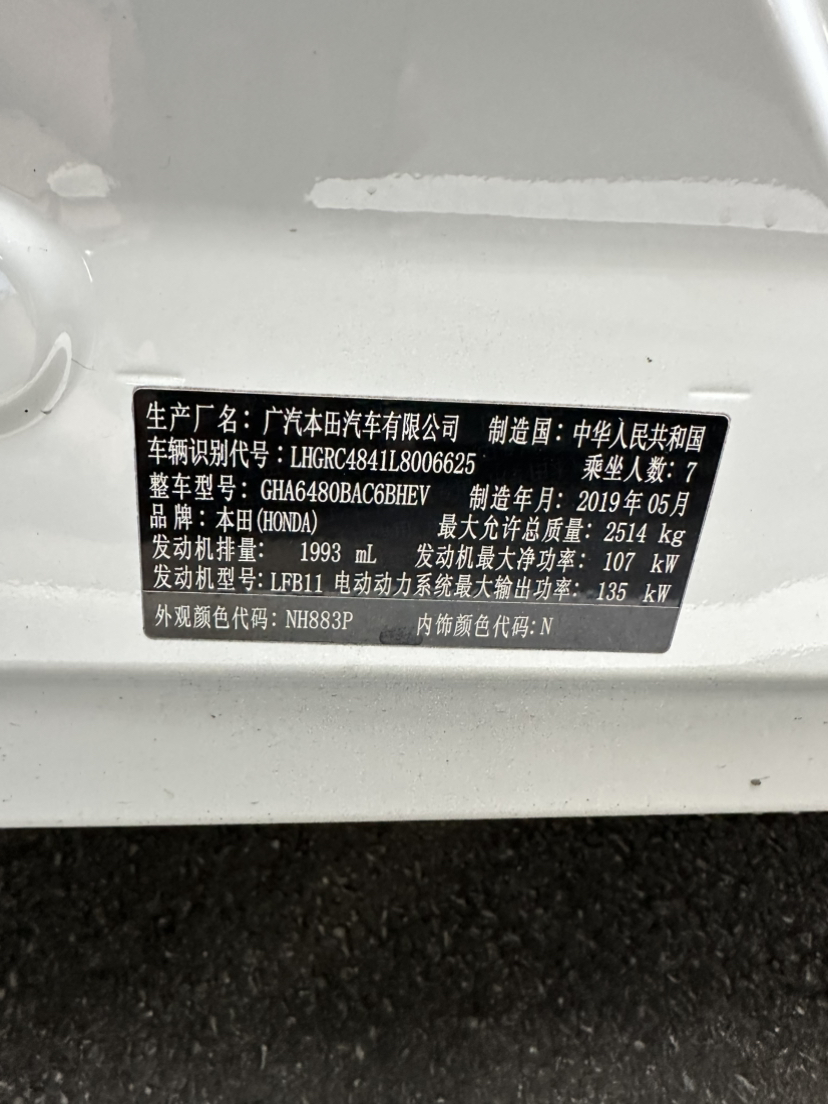 生产厂名：广汽本田汽车有限公司 制造国：中华人民共和国
车辆识别代号：LHGRC4841L8006625 乘坐人数：7
整车型号：GHA6480BAC6BHEV 制造年月：2019年05月
品牌：本田(HONDA) 最大允许总质量：2514 kg
发动机排量： 1993 mL 发动机最大净功率： 107 kW
发动机型号：LFB11 电动动力系统最大输出功率： 135 kW
外观颜色代码：NH883P 内饰颜色代码：N